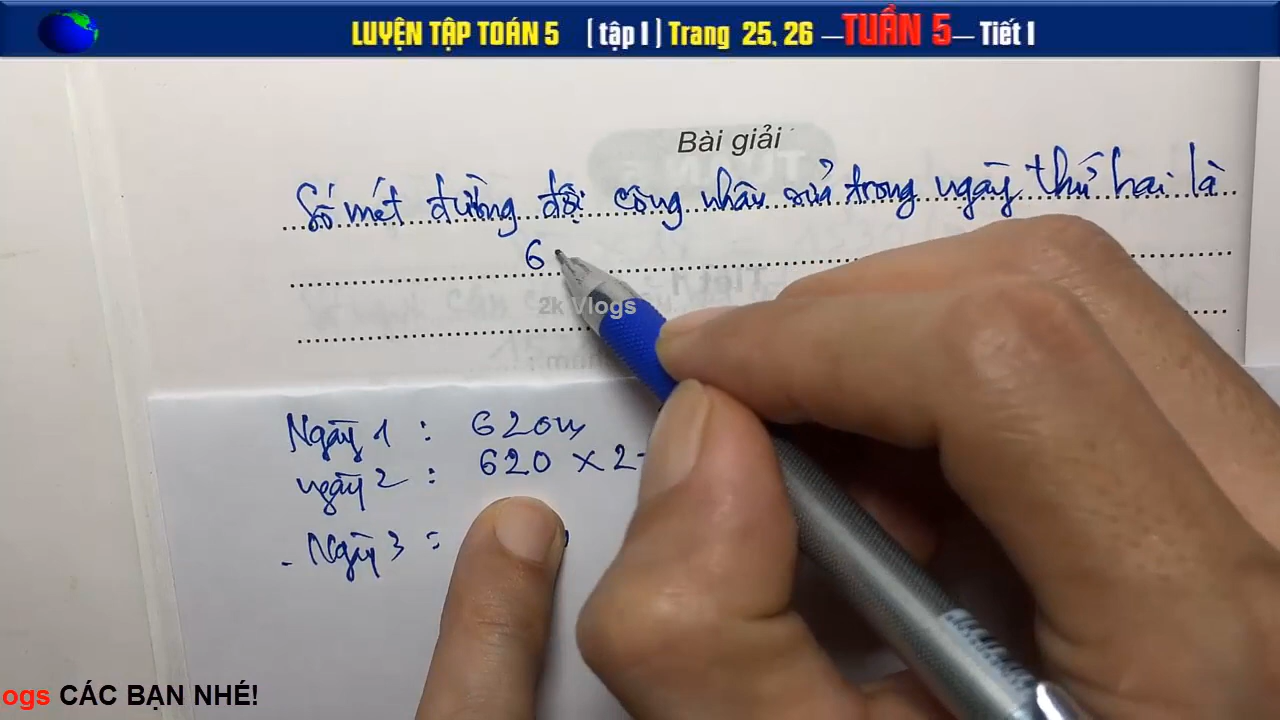 LUYỆN TẬP TOÁN 5 ( tập 1 ) Trang 25, 26 —TUẦN 5— Tiết 1
Bài giải
Số mét đường đội công nhân sửa trong ngày thứ hai là
6
2k Vlogs
Ngày 1 : 620m
ngày 2 : 620 x 2
Ngày 3 :
ogs CÁC BẠN NHÉ!